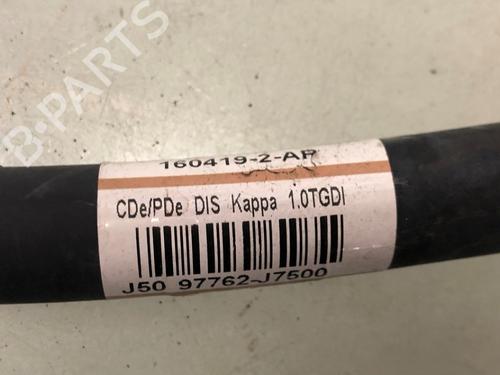 B-PARTS
160419-2-AP
CDe/PDe DIS Kappa 1.0TGDI
J50 97762-J7500